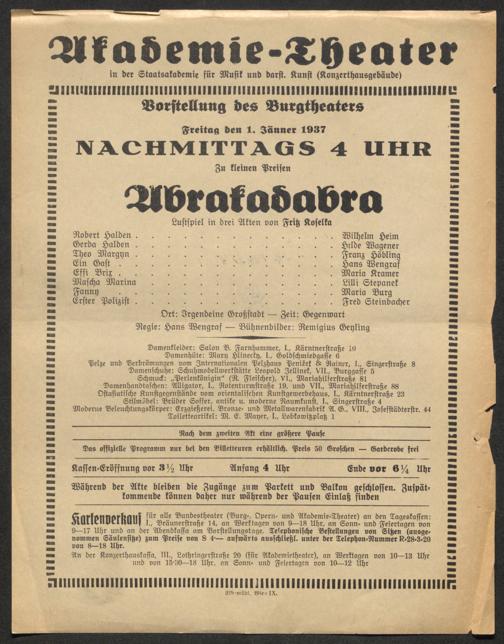 Akademie-Theater
in der Staatsakademie für Musik und darst. Kunst (Konzerthausgebäude)
Vorstellung des Burgtheaters
Freitag den 1. Jänner 1937
NACHMITTAGS 4 UHR
Zu kleinen Preisen
Abrakadabra
Lustspiel in drei Akten von Fritz Koselka
Robert Halden . . . . . . . . . . . . Wilhelm Heim
Gerda Halden . . . . . . . . . . . . Hilde Wagener
Theo Margyn . . . . . . . . . . . . Franz Höbling
Ein Gast . . . . . . . . . . . . Hans Wengraf
Effi Brix . . . . . . . . . . . . Maria Kramer
Mascha Marina . . . . . . . . . . . . Lilli Stepanek
Fanny . . . . . . . . . . . . Maria Burg
Erster Polizist . . . . . . . . . . . . Fred Steinbacher
Ort: Irgendeine Großstadt — Zeit: Gegenwart
Regie: Hans Wengraf — Bühnenbilder: Remigius Geyling
Damenkleider: Salon B. Farnhammer, I., Kärntnerstraße 10
Damenhüte: Mary Hlinecky, I., Goldschmiedgasse 6
Pelze und Verbrämungen vom Internationalen Pelzhaus Penižek & Rainer, I., Singerstraße 8
Damenschuhe: Schuhmodellwerkstätte Leopold Jellinek, VII., Burggasse 5
Schmuck: „Perlenkönigin“ (R. Fleischer), VI., Mariahilferstraße 81
Damenhandtaschen: Alligator, I., Rotenturmstraße 19, und VII., Mariahilferstraße 88
Ostasiatische Kunstgegenstände vom orientalischen Kunstgewerbehaus, I., Kärntnerstraße 23
Stilmöbel: Brüder Soffer, antike u. moderne Raumkunst, I., Singerstraße 4
Moderne Beleuchtungskörper: Erzgießerei, Bronze- und Metallwarenfabrik A. G., VIII., Josefstädterstr. 44
Toiletteartikel: M. E. Mayer, I., Lobkowitzplatz 1
Nach dem zweiten Akt eine größere Pause
Das offizielle Programm nur bei den Billetteuren erhältlich. Preis 50 Groschen — Garderobe frei
Kassen-Eröffnung vor 3½ Uhr Anfang 4 Uhr Ende vor 6¼ Uhr
Während der Akte bleiben die Zugänge zum Parkett und Balkon geschlossen. Zuspät-
kommende können daher nur während der Pausen Einlaß finden
Kartenverkauf für alle Bundestheater (Burg-, Opern- und Akademie-Theater) an den Tageskassen:
I., Bräunerstraße 14, an Werktagen von 9—18 Uhr, an Sonn- und Feiertagen von
9—17 Uhr und an der Abendkassa am Vorstellungstage. Telephonische Bestellungen von Sitzen (ausge-
nommen Säulensitze) zum Preise von S 4·— aufwärts ausschließl. unter der Telephon-Nummer R-28-3-20
von 8—18 Uhr.
An der Konzerthauskassa, III., Lothringerstraße 20 (für Akademietheater), an Werktagen von 10—13 Uhr
und von 15·30—18 Uhr, an Sonn- und Feiertagen von 10—12 Uhr